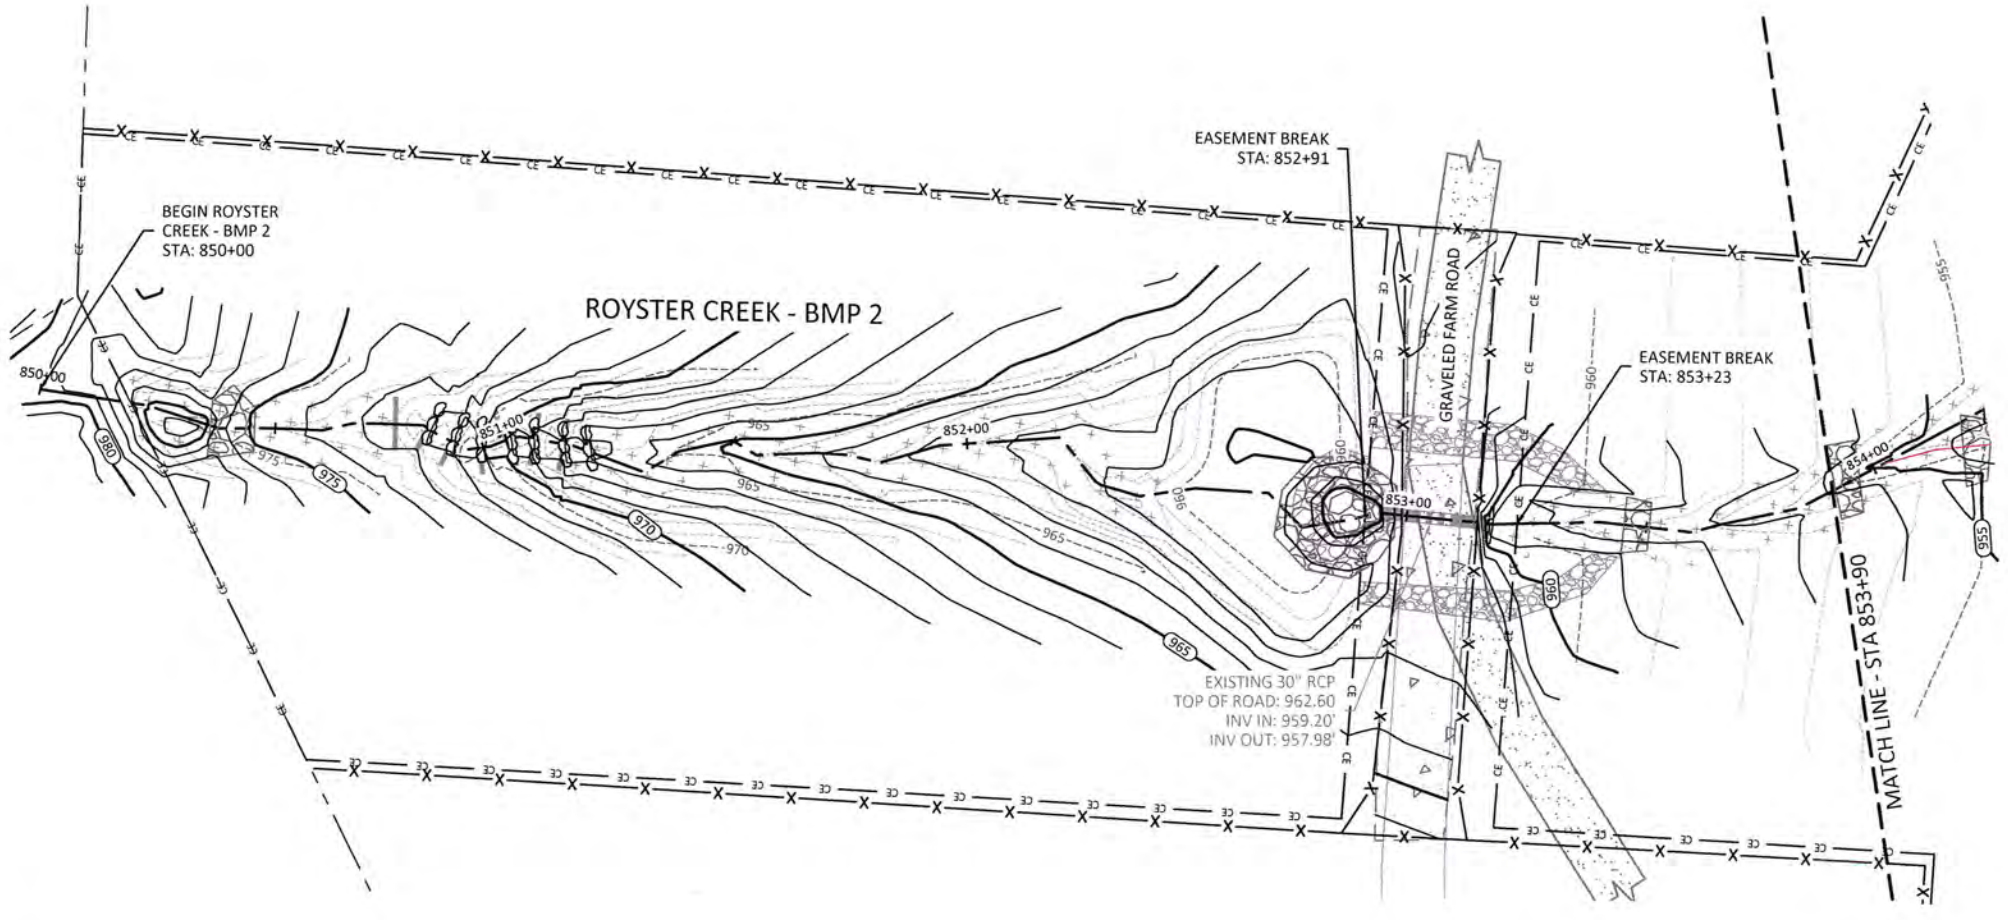 EASEMENT BREAK
STA: 852+91
BEGIN ROYSTER
CREEK - BMP 2
STA: 850+00
ROYSTER CREEK - BMP 2
GRAVELED FARM ROAD
EASEMENT BREAK
STA: 853+23
850+00
851+00
852+00
853+00
854+00
980
975
975
970
970
965
965
965
965
960
960
960
960
955
955
EXISTING 30" RCP
TOP OF ROAD: 962.60
INV IN: 959.20'
INV OUT: 957.98'
MATCH LINE - STA 853+90
CE
X